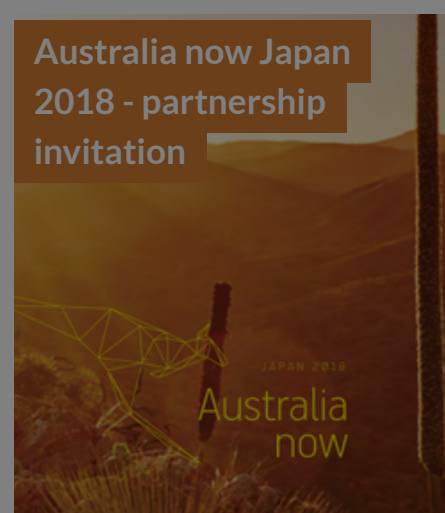 Australia now Japan
2018 - partnership
invitation
JAPAN 2018
Australia
now